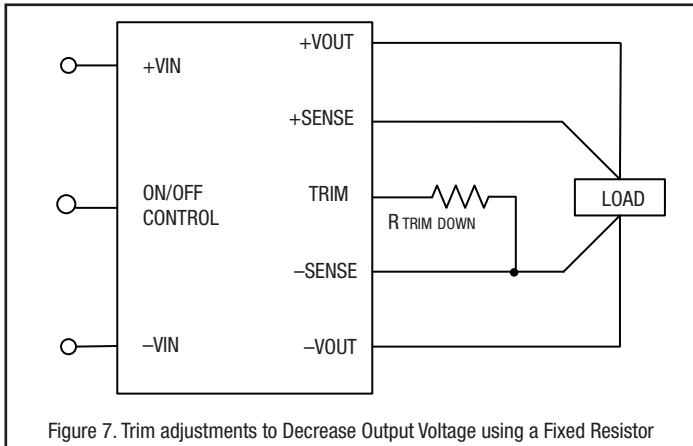 +VOUT
+VIN
+SENSE
ON/OFF
CONTROL
TRIM
LOAD
R TRIM DOWN
–SENSE
–VIN
–VOUT
Figure 7. Trim adjustments to Decrease Output Voltage using a Fixed Resistor